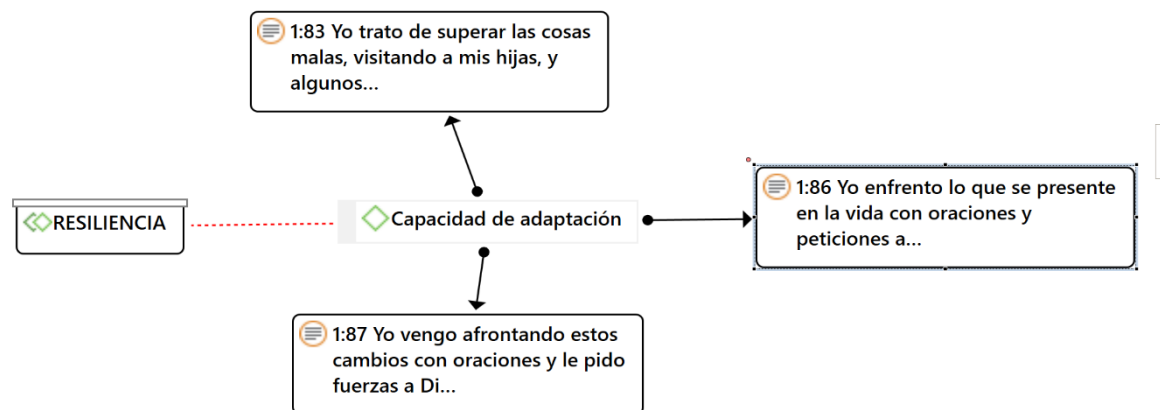 1:83 Yo trato de superar las cosas
malas, visitando a mis hijas, y
algunos...
RESILIENCIA
Capacidad de adaptación
1:86 Yo enfrento lo que se presente
en la vida con oraciones y
peticiones a...
1:87 Yo vengo afrontando estos
cambios con oraciones y le pido
fuerzas a Di...